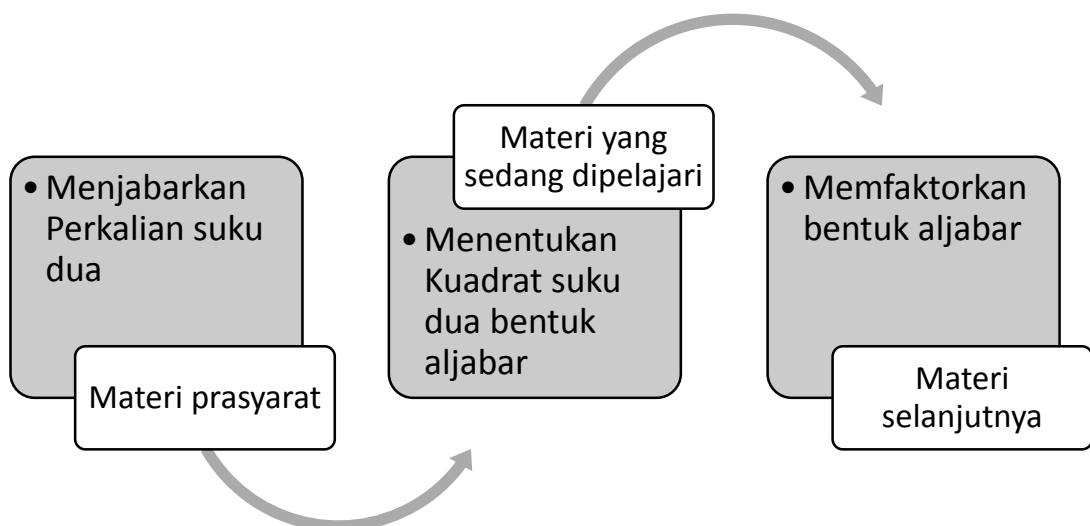 • Menjabarkan
Perkalian suku
dua
Materi prasyarat
Materi yang
sedang dipelajari
• Menentukan
Kuadrat suku
dua bentuk
aljabar
• Memfaktorkan
bentuk aljabar
Materi
selanjutnya